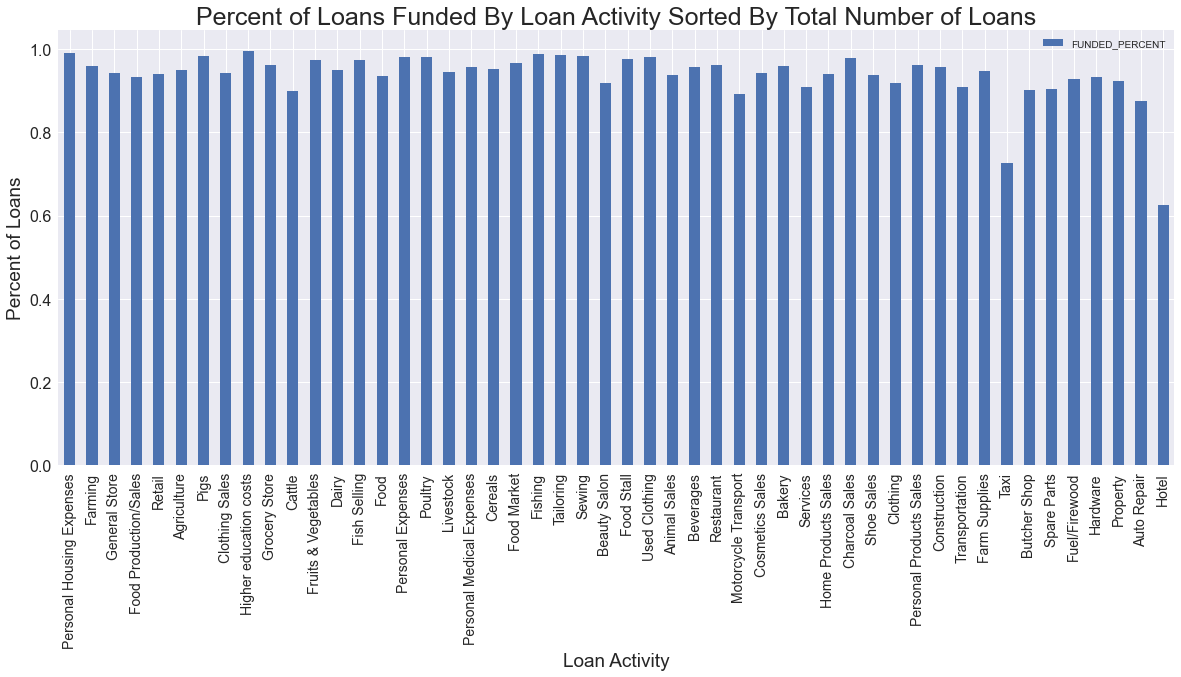 Percent of Loans Funded By Loan Activity Sorted By Total Number of Loans
FUNDED_PERCENT
Percent of Loans
1.0
0.8
0.6
0.4
0.2
0.0
Personal Housing Expenses
Farming
General Store
Food Production/Sales
Retail
Agriculture
Pigs
Clothing Sales
Higher education costs
Grocery Store
Cattle
Fruits & Vegetables
Dairy
Fish Selling
Food
Personal Expenses
Poultry
Livestock
Personal Medical Expenses
Cereals
Food Market
Fishing
Tailoring
Sewing
Beauty Salon
Food Stall
Used Clothing
Animal Sales
Beverages
Restaurant
Motorcycle Transport
Cosmetics Sales
Bakery
Services
Home Products Sales
Charcoal Sales
Shoe Sales
Clothing
Personal Products Sales
Construction
Transportation
Farm Supplies
Taxi
Butcher Shop
Spare Parts
Fuel/Firewood
Hardware
Property
Auto Repair
Hotel
Loan Activity